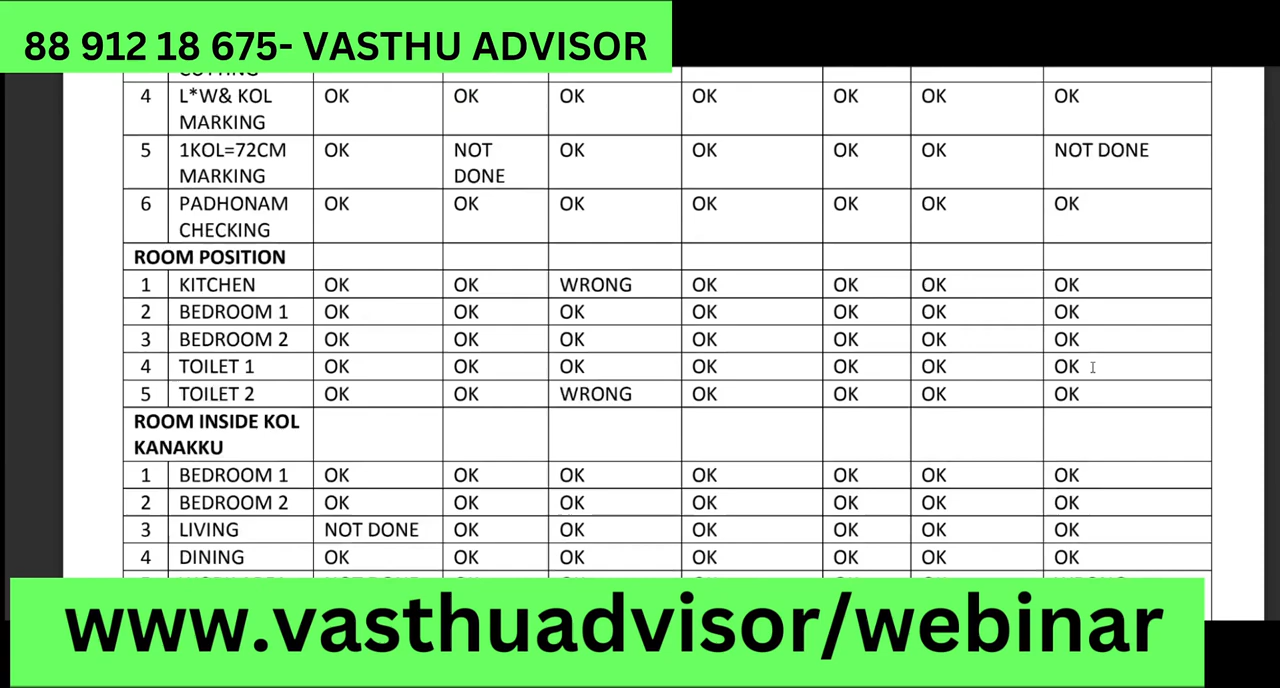 88 912 18 675- VASTHU ADVISOR
4 L*W& KOL OK OK OK OK OK OK OK
MARKING
5 1KOL=72CM OK NOT OK OK OK OK NOT DONE
MARKING DONE
6 PADHONAM OK OK OK OK OK OK OK
CHECKING
ROOM POSITION
1 KITCHEN OK OK WRONG OK OK OK OK
2 BEDROOM 1 OK OK OK OK OK OK OK
3 BEDROOM 2 OK OK OK OK OK OK OK
4 TOILET 1 OK OK OK OK OK OK OK
5 TOILET 2 OK OK WRONG OK OK OK OK
ROOM INSIDE KOL
KANAKKU
1 BEDROOM 1 OK OK OK OK OK OK OK
2 BEDROOM 2 OK OK OK OK OK OK OK
3 LIVING NOT DONE OK OK OK OK OK OK
4 DINING OK OK OK OK OK OK OK
www.vasthuadvisor/webinar